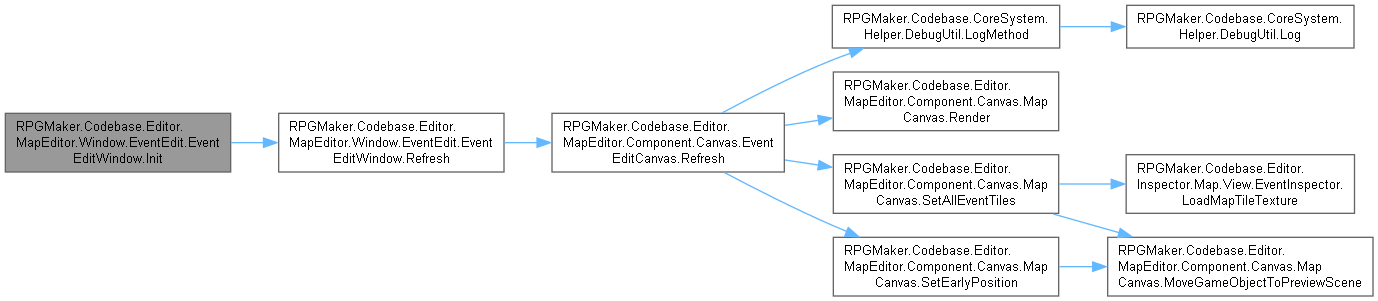 RPGMaker.Codebase.Editor.
MapEditor.Window.EventEdit.Event
EditWindow.Init
RPGMaker.Codebase.Editor.
MapEditor.Window.EventEdit.Event
EditWindow.Refresh
RPGMaker.Codebase.Editor.
MapEditor.Component.Canvas.Event
EditCanvas.Refresh
RPGMaker.Codebase.CoreSystem.
Helper.DebugUtil.LogMethod
RPGMaker.Codebase.CoreSystem.
Helper.DebugUtil.Log
RPGMaker.Codebase.Editor.
MapEditor.Component.Canvas.Map
Canvas.Render
RPGMaker.Codebase.Editor.
MapEditor.Component.Canvas.Map
Canvas.SetAllEventTiles
RPGMaker.Codebase.Editor.
Inspector.Map.View.EventInspector.
LoadMapTileTexture
RPGMaker.Codebase.Editor.
MapEditor.Component.Canvas.Map
Canvas.SetEarlyPosition
RPGMaker.Codebase.Editor.
MapEditor.Component.Canvas.Map
Canvas.MoveGameObjectToPreviewScene